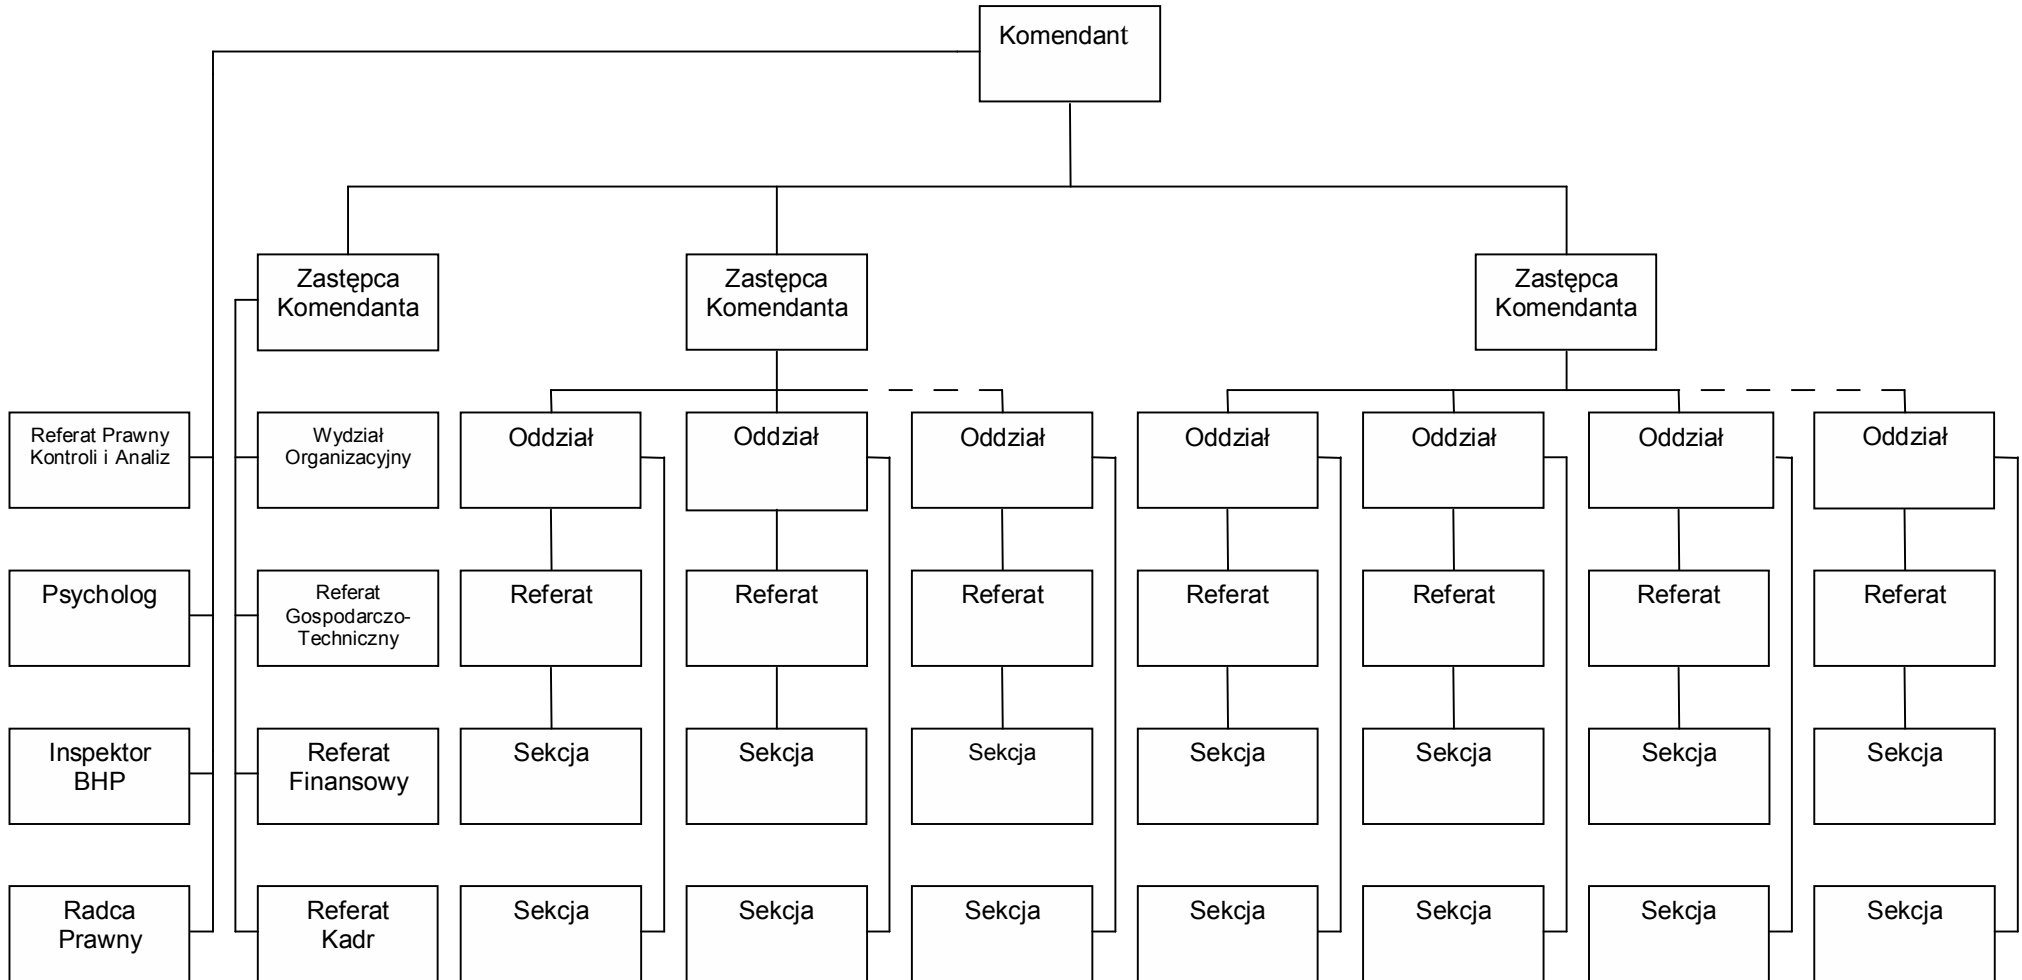 Komendant
Zastępca
Komendanta
Zastępca
Komendanta
Zastępca
Komendanta
Referat Prawny
Kontroli i Analiz
Wydział
Organizacyjny
Oddział
Oddział
Oddział
Oddział
Oddział
Oddział
Oddział
Psycholog
Referat
Gospodarczo-
Techniczny
Referat
Referat
Referat
Referat
Referat
Referat
Referat
Inspektor
BHP
Referat
Finansowy
Sekcja
Sekcja
Sekcja
Sekcja
Sekcja
Sekcja
Sekcja
Radca
Prawny
Referat
Kadr
Sekcja
Sekcja
Sekcja
Sekcja
Sekcja
Sekcja
Sekcja